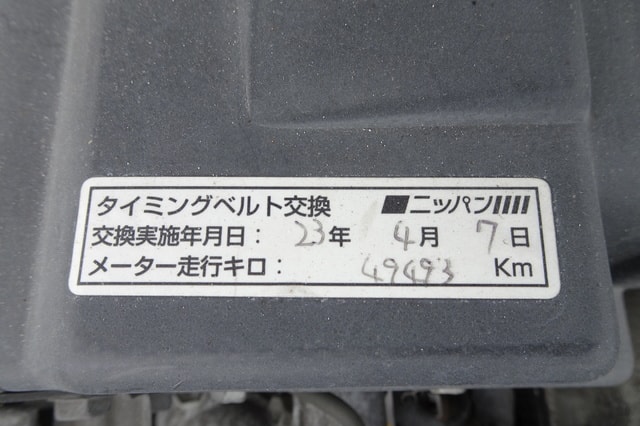 タイミングベルト交換 ニッパン
交換実施年月日： 23年 4月 7日
メーター走行キロ： 49493 Km